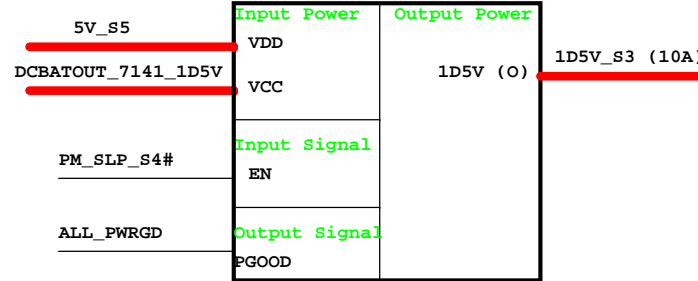 Input Power Output Power
5V_S5
VDD
DCBATOUT_7141_1D5V
VCC
1D5V (O)
1D5V_S3 (10A)
Input Signal
PM_SLP_S4#
EN
ALL_PWRGD
Output Signal
PGOOD